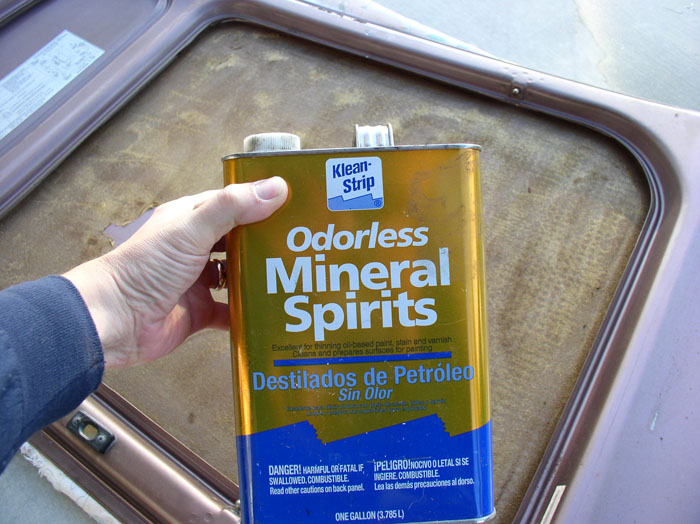 Klean-
Strip
Odorless
Mineral
Spirits
Excellent for thinning oil-based paint, stain and varnish
Cleans and prepares surfaces for painting
Destilados de Petróleo
Sin Olor
DANGER! HARMFUL OR FATAL IF
SWALLOWED. COMBUSTIBLE.
Read other cautions on back panel.
¡PELIGRO! NOCIVO O LETAL SI SE
INGIERE. COMBUSTIBLE.
Lea las demás precauciones al dorso.
ONE GALLON (3.785 L)